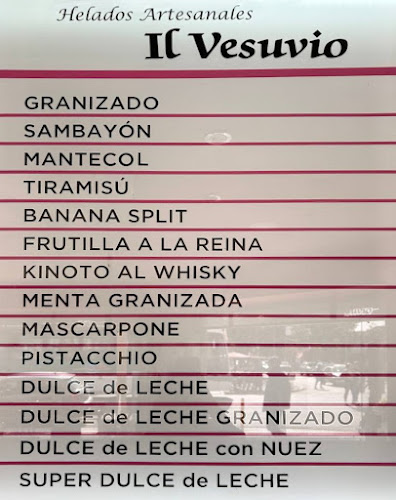 Helados Artesanales
Il Vesuvio
GRANIZADO
SAMBAYÓN
MANTECOL
TIRAMISÚ
BANANA SPLIT
FRUTILLA A LA REINA
KINOTO AL WHISKY
MENTA GRANIZADA
MASCARPONE
PISTACCHIO
DULCE de LECHE
DULCE de LECHE GRANIZADO
DULCE de LECHE con NUEZ
SUPER DULCE de LECHE